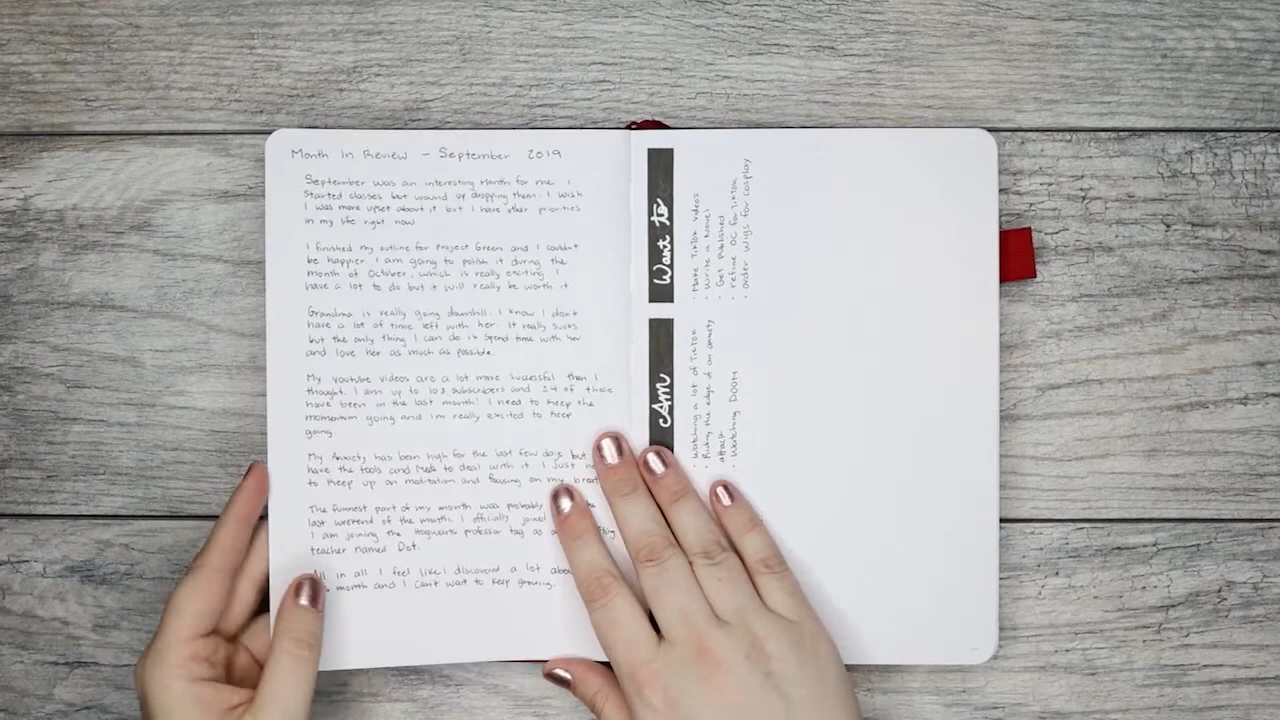 Month In Review - September 2019
September was an interesting month for me. I
started classes but wound up dropping them. I wish
I was more upset about it but I have other priorities
in my life right now
I finished my outline for Project Green and I couldn't
be happier. I am going to polish it during the
month of October, which is really exciting. I
have a lot to do but it will really be worth it
Grandma is really going downhill. I know I don't
have a lot of time left with her. It really sucks
but the only thing I can do is spend time with her
and love her as much as possible.
My youtube videos are a lot more successful than I
thought. I am up to 103 subscribers and 24 of those
have been in the last month! I need to keep the
momentum going and im really excited to keep
going.
My Anxiety has been high for the last few days but
have the tools and Meds to deal with it. I just
to keep up on meditation and focusing on my
The funnest part of my month was probably
last weekend of the month. I officially joined
I am joining the Hogwarts professor tag as a
teacher named Dot.
All in all I feel like I discovered a lot
month and I can't wait to keep growing.
Want to
• Make TikTok videos
• Write a Novel
• Get Published
• refine OC for TikTok
• order wigs for cosplay
Am
• Watching a lot of TikTok
• Riding the edge of an anxiety
attack
• Watching DOOM